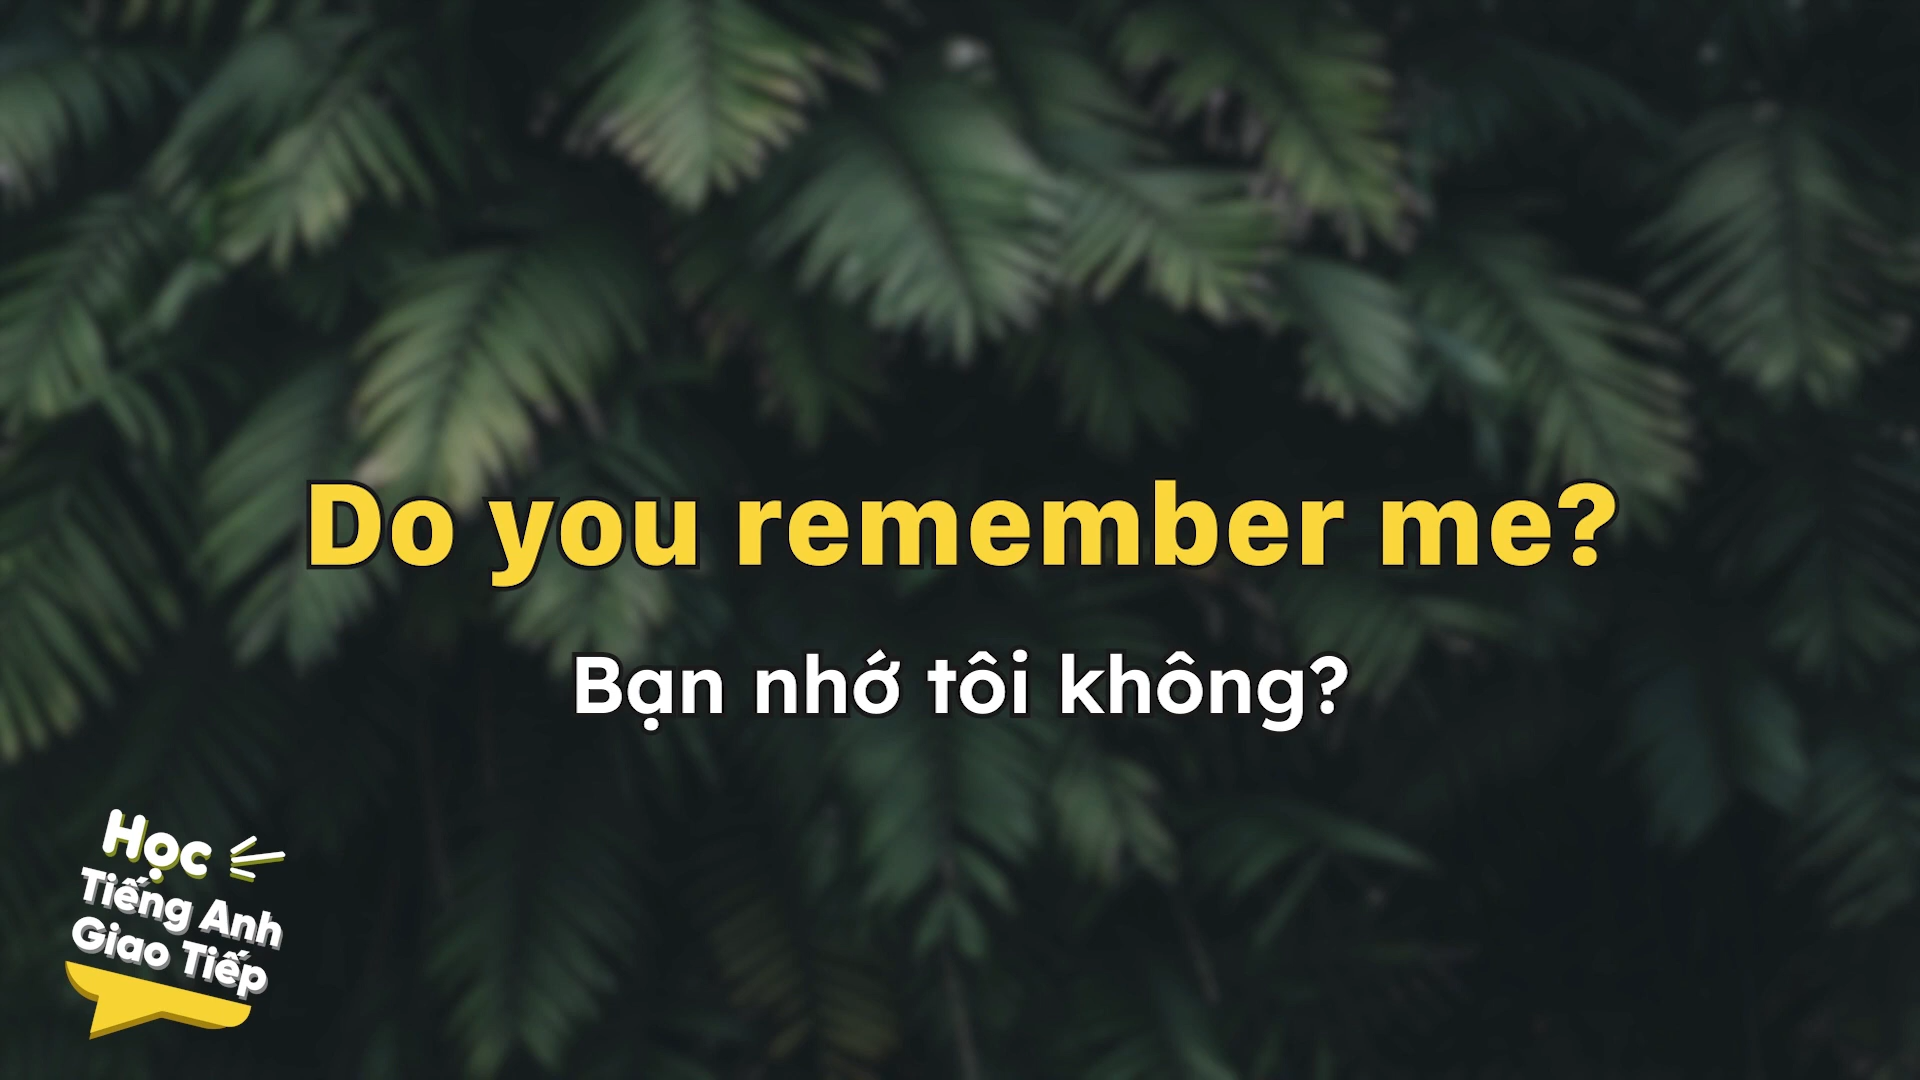 Do you remember me?
Bạn nhớ tôi không?
Học
Tiếng Anh
Giao Tiếp